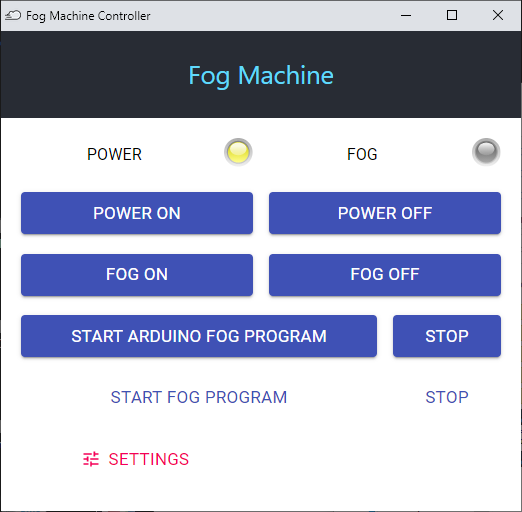 Fog Machine Controller
Fog Machine
POWER FOG
POWER ON POWER OFF
FOG ON FOG OFF
START ARDUINO FOG PROGRAM STOP
START FOG PROGRAM STOP
SETTINGS